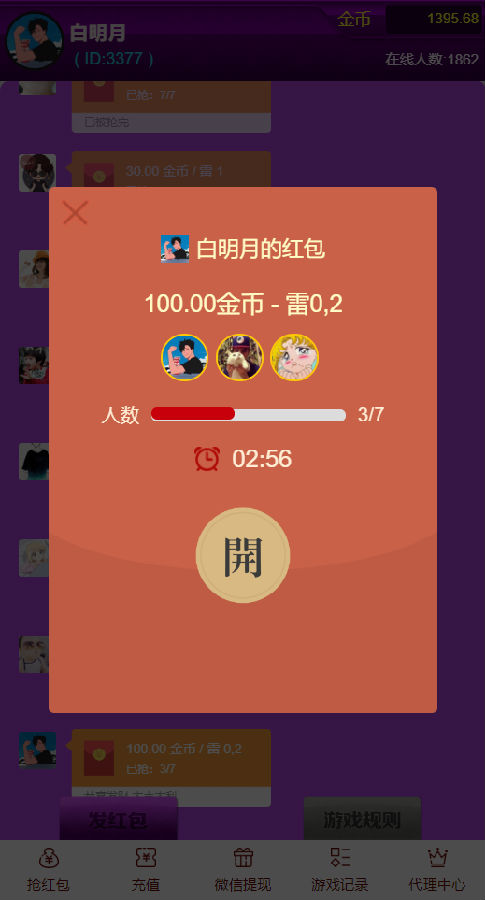 白明月
金币 1395.68
( ID:3377 )
在线人数:1862
已抢: 7/7
已被抢完
30.00 金币 / 雷 1
白明月的红包
100.00金币 - 雷0,2
人数 3/7
02:56
開
100.00 金币 / 雷 0,2
已抢: 3/7
发红包 游戏规则
抢红包 充值 微信提现 游戏记录 代理中心